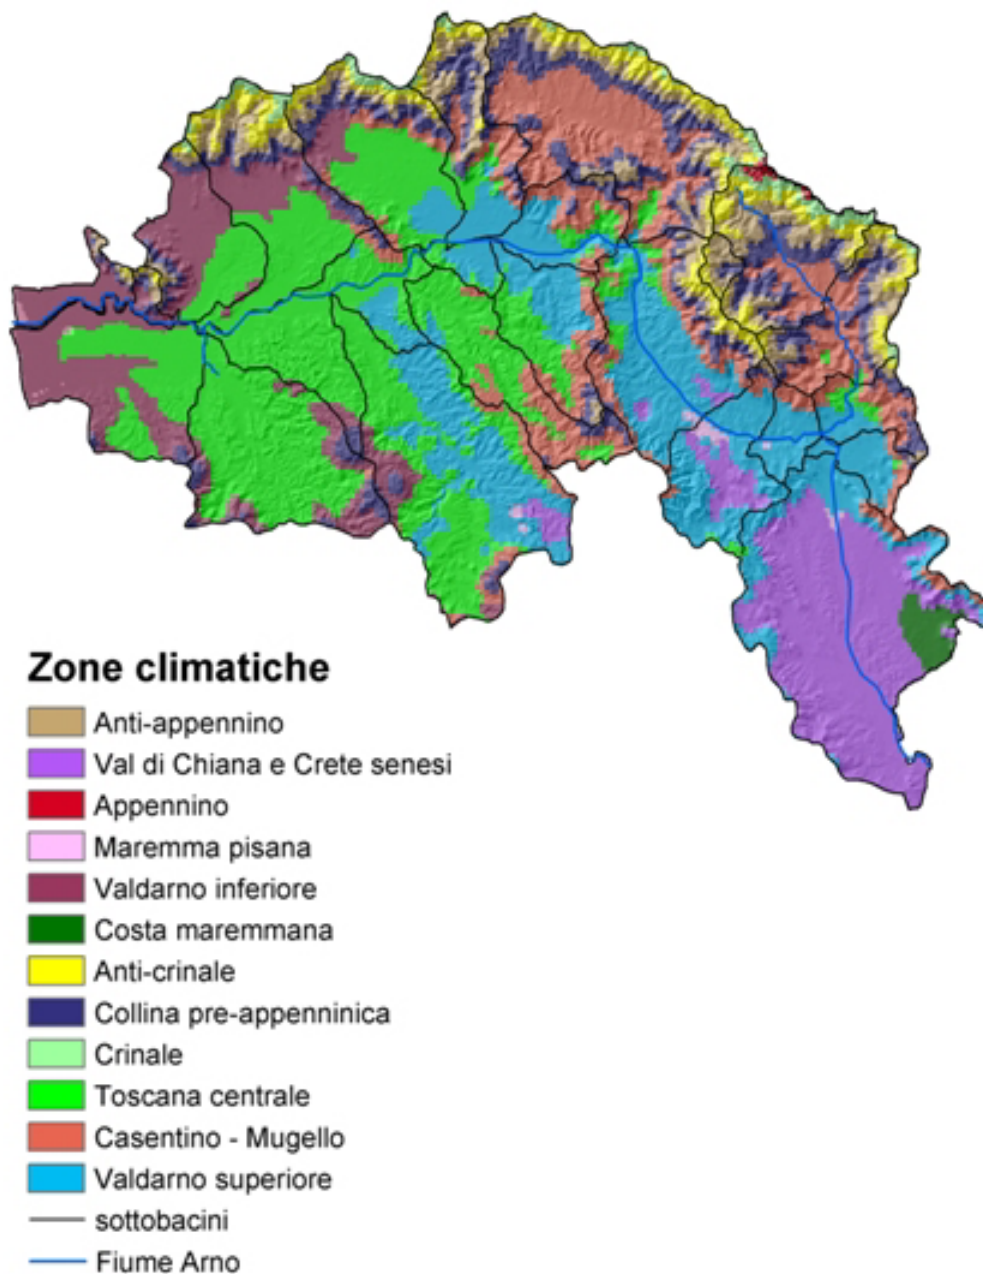 Zone climatiche
Anti-appennino
Val di Chiana e Crete senesi
Appennino
Maremma pisana
Valdarno inferiore
Costa maremmana
Anti-crinale
Collina pre-appenninica
Crinale
Toscana centrale
Casentino - Mugello
Valdarno superiore
sottobacini
Fiume Arno